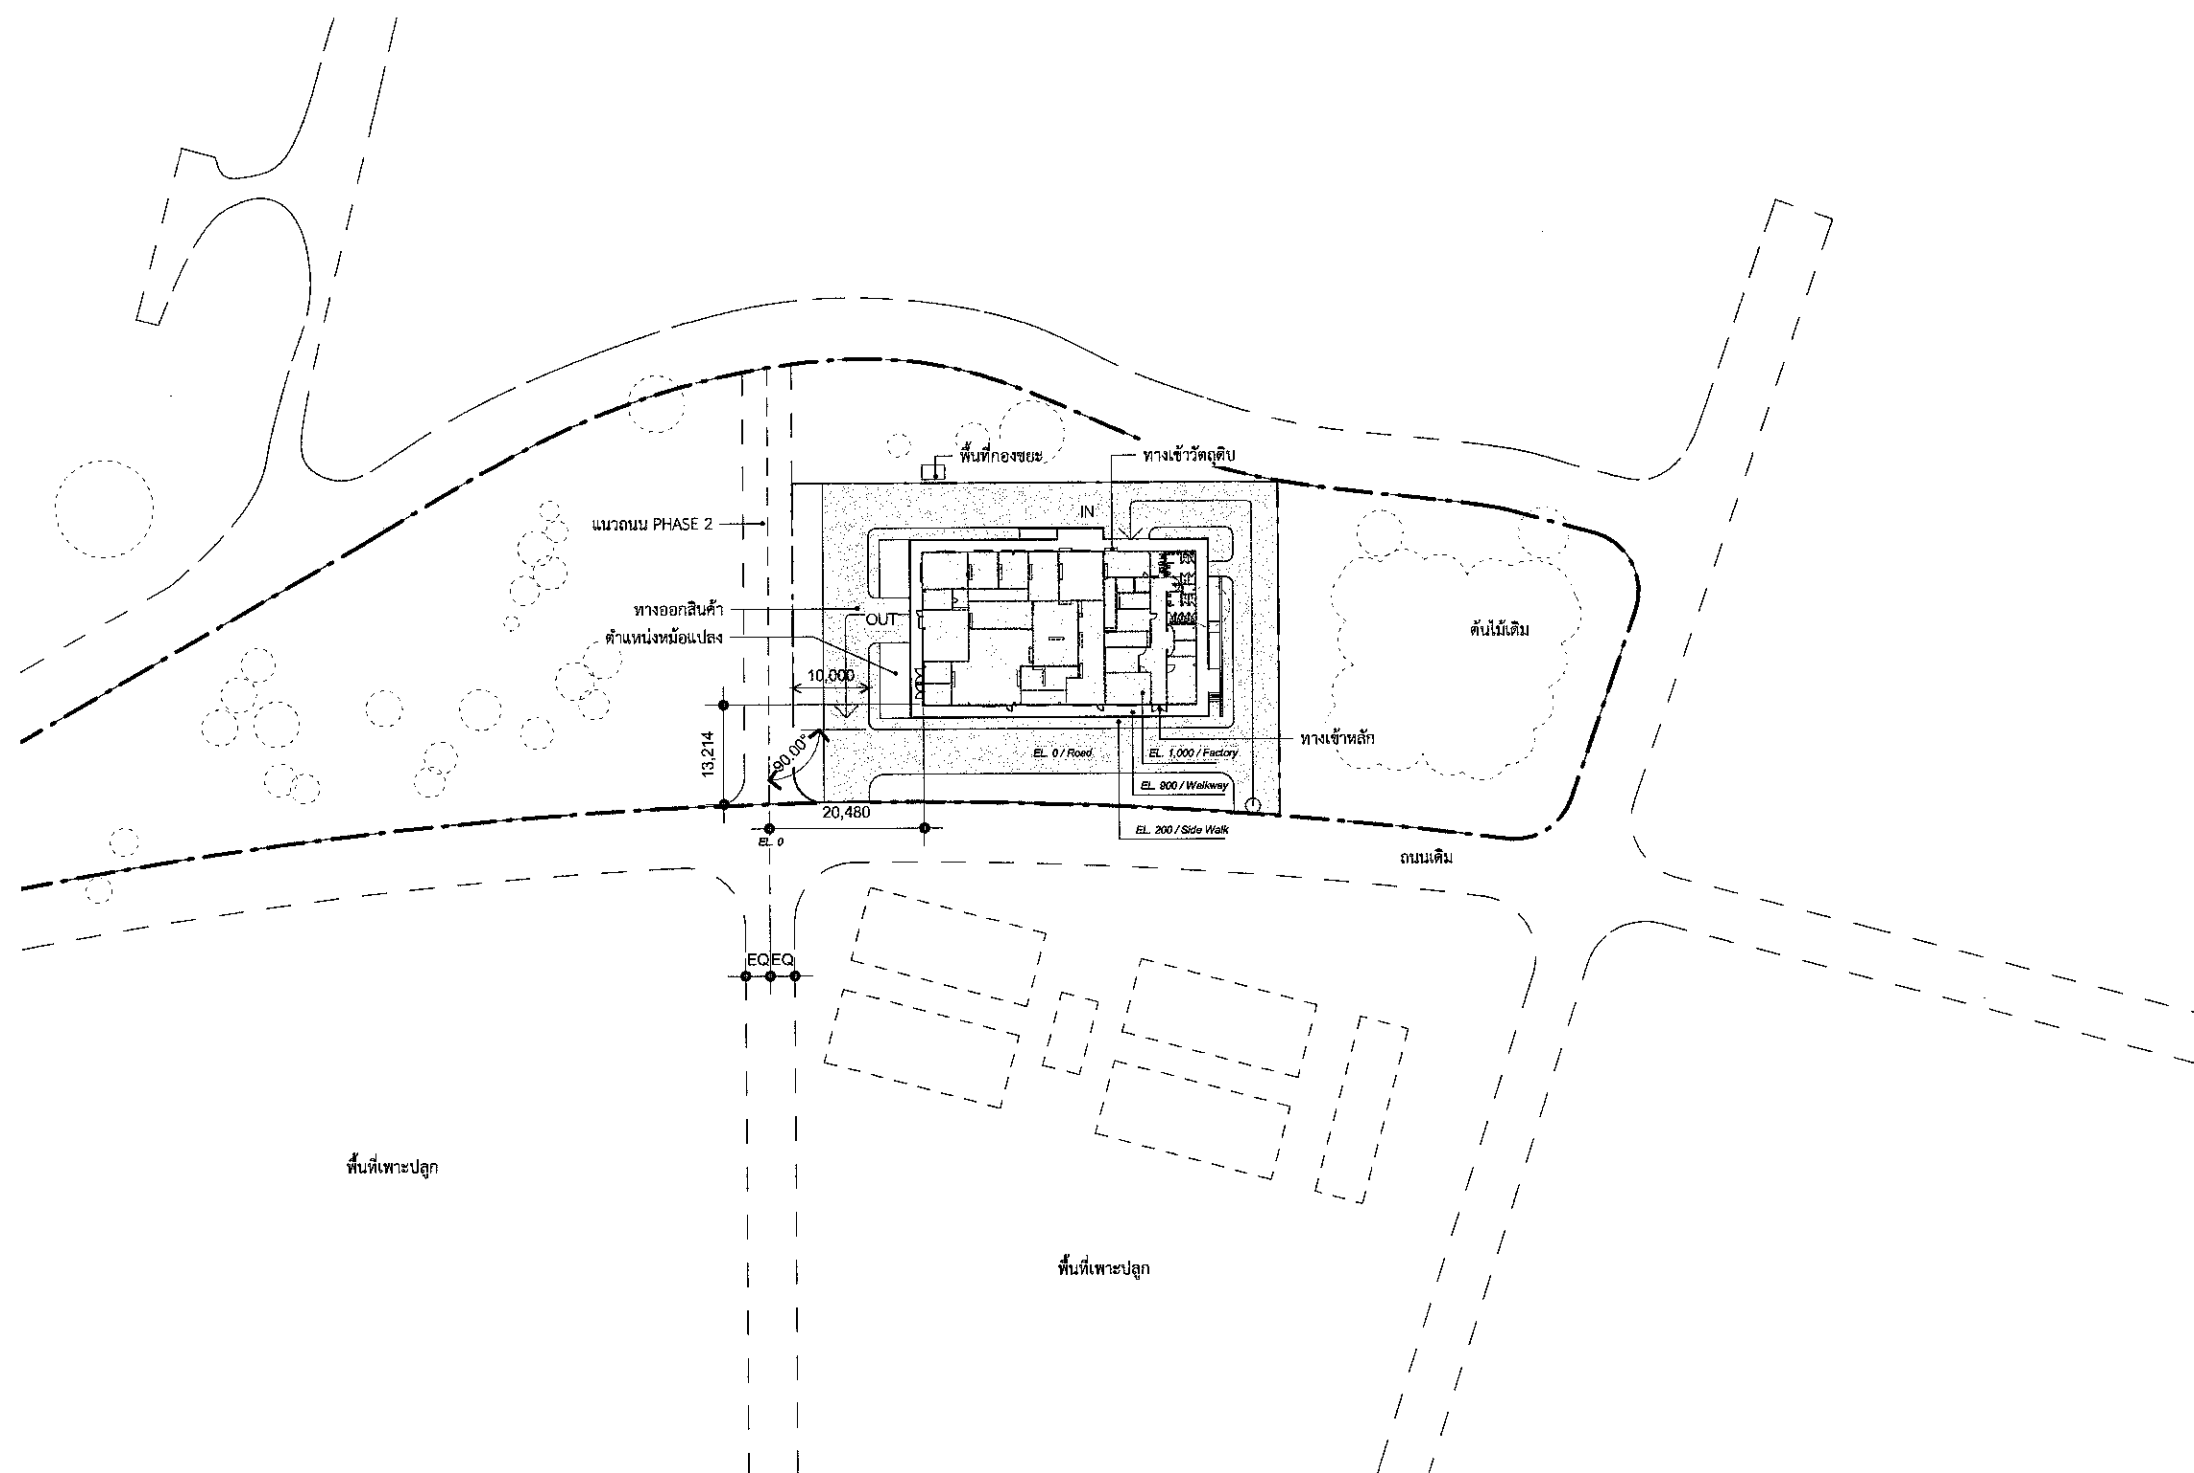 พื้นที่กองขยะ
ทางเข้าวัตถุดิบ
IN
แนวถนน PHASE 2
ทางออกสินค้า
OUT
ตำแหน่งหม้อแปลง
ต้นไม้เดิม
10,000
13,214
90.00°
ทางเข้าหลัก
EL. 0 / Road
EL. 1,000 / Factory
EL. 900 / Walkway
20,480
EL. 0
EL. 200 / Side Walk
ถนนเดิม
EQ EQ
พื้นที่เพาะปลูก
พื้นที่เพาะปลูก